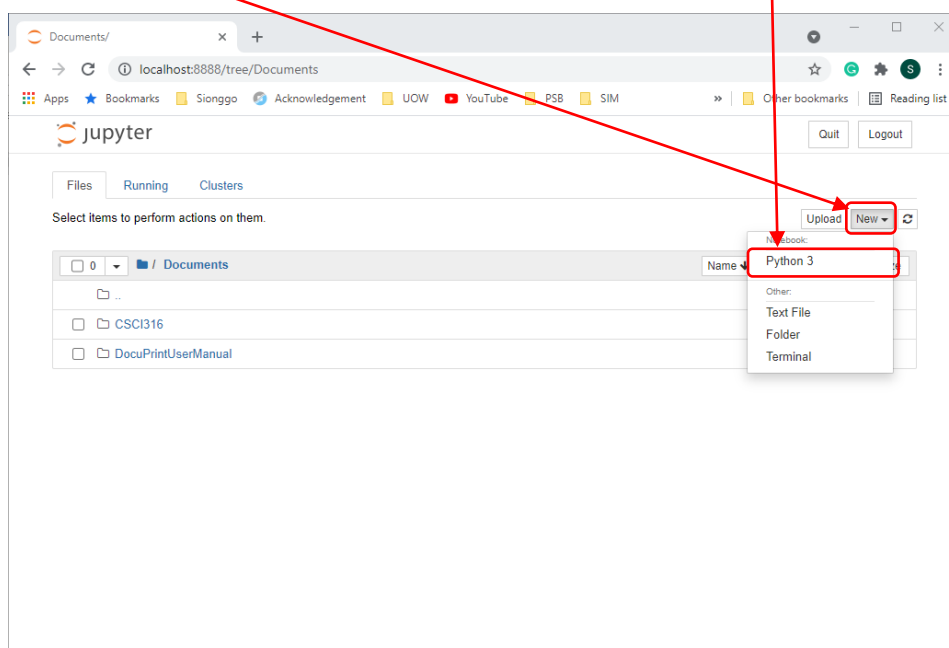 Documents/
localhost:8888/tree/Documents
Apps Bookmarks Sionggo Acknowledgement UOW YouTube PSB SIM » Other bookmarks Reading list
jupyter Quit Logout
Files Running Clusters
Select items to perform actions on them. Upload New
Notebook:
0 / Documents Name Python 3
Other:
..
Text File
CSCI316
Folder
DocuPrintUserManual
Terminal